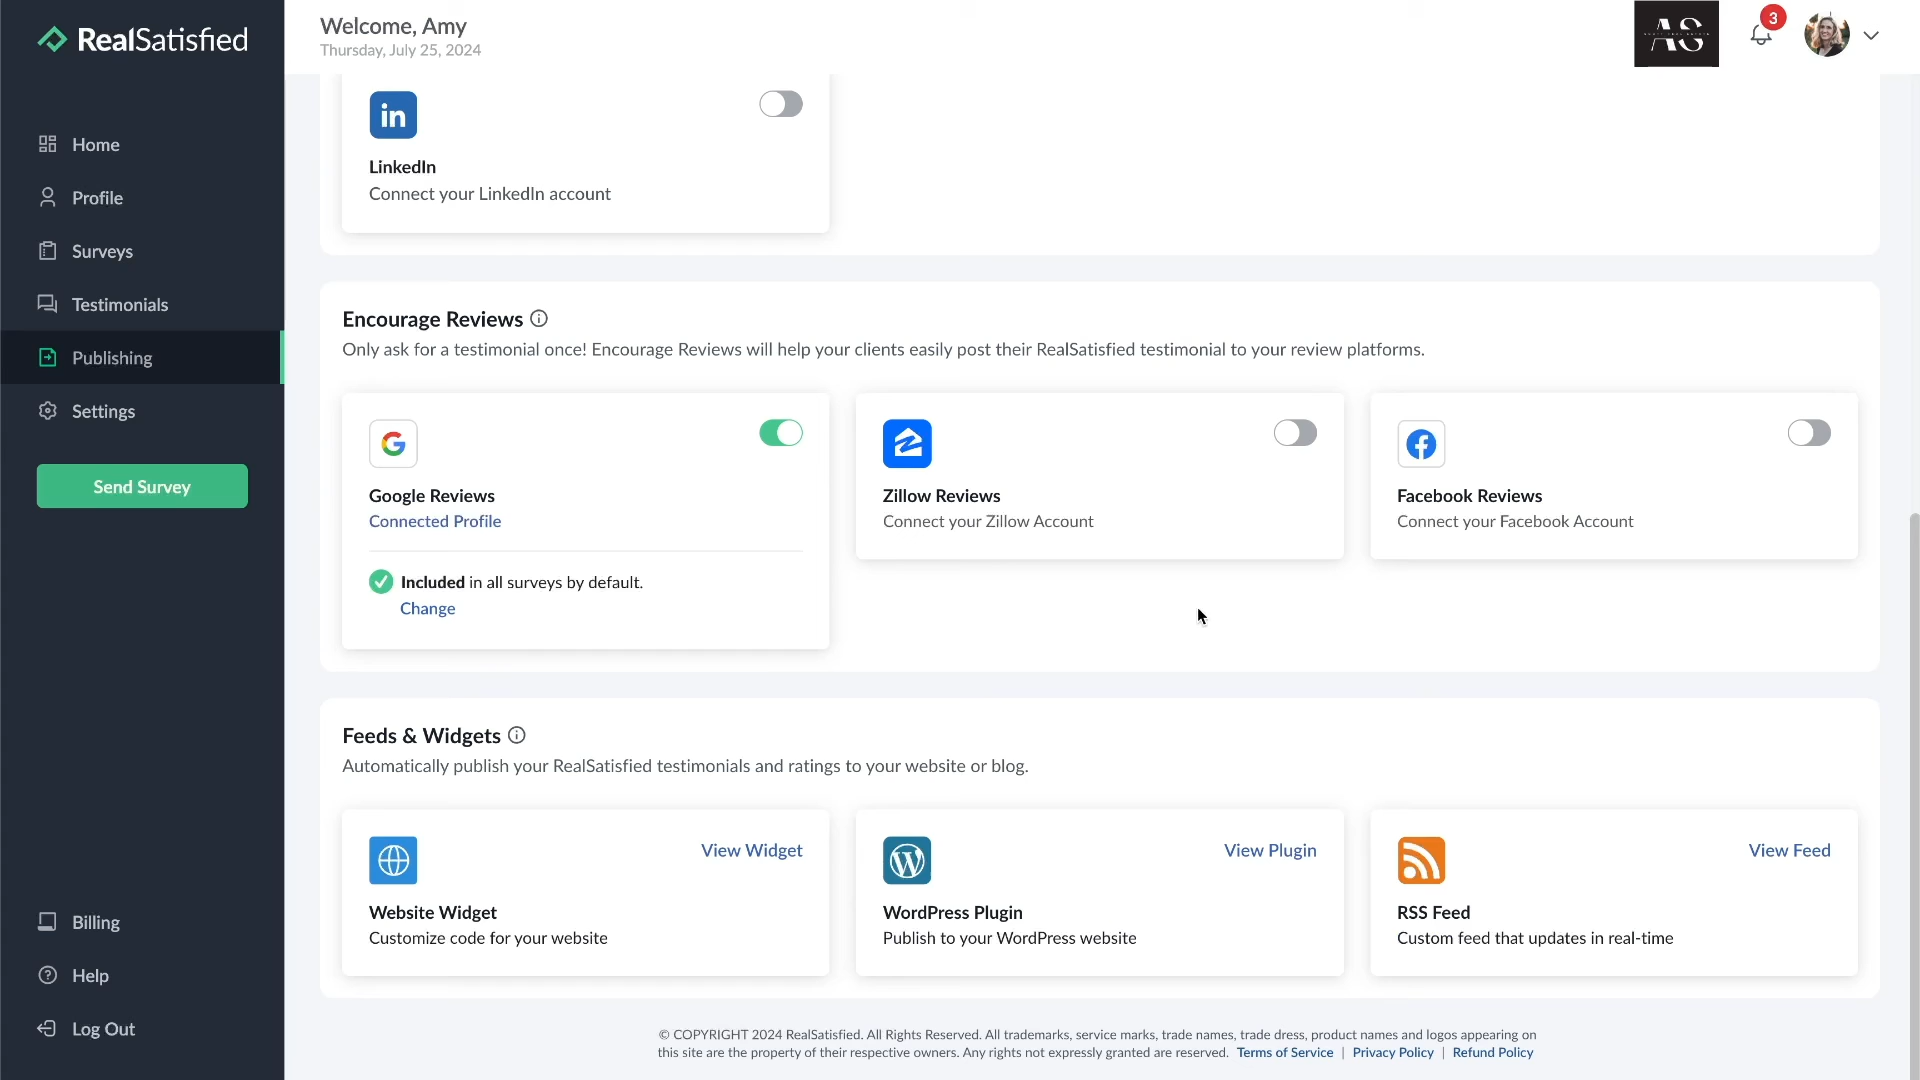 RealSatisfied
Welcome, Amy
Thursday, July 25, 2024
AS
3
Home
Profile
Surveys
Testimonials
Publishing
Settings
Send Survey
Billing
Help
Log Out
in
LinkedIn
Connect your LinkedIn account
Encourage Reviews
Only ask for a testimonial once! Encourage Reviews will help your clients easily post their RealSatisfied testimonial to your review platforms.
Google Reviews
Connected Profile
Included in all surveys by default.
Change
Zillow Reviews
Connect your Zillow Account
Facebook Reviews
Connect your Facebook Account
Feeds & Widgets
Automatically publish your RealSatisfied testimonials and ratings to your website or blog.
View Widget
Website Widget
Customize code for your website
View Plugin
WordPress Plugin
Publish to your WordPress website
View Feed
RSS Feed
Custom feed that updates in real-time
© COPYRIGHT 2024 RealSatisfied. All Rights Reserved. All trademarks, service marks, trade names, trade dress, product names and logos appearing on
this site are the property of their respective owners. Any rights not expressly granted are reserved. Terms of Service | Privacy Policy | Refund Policy